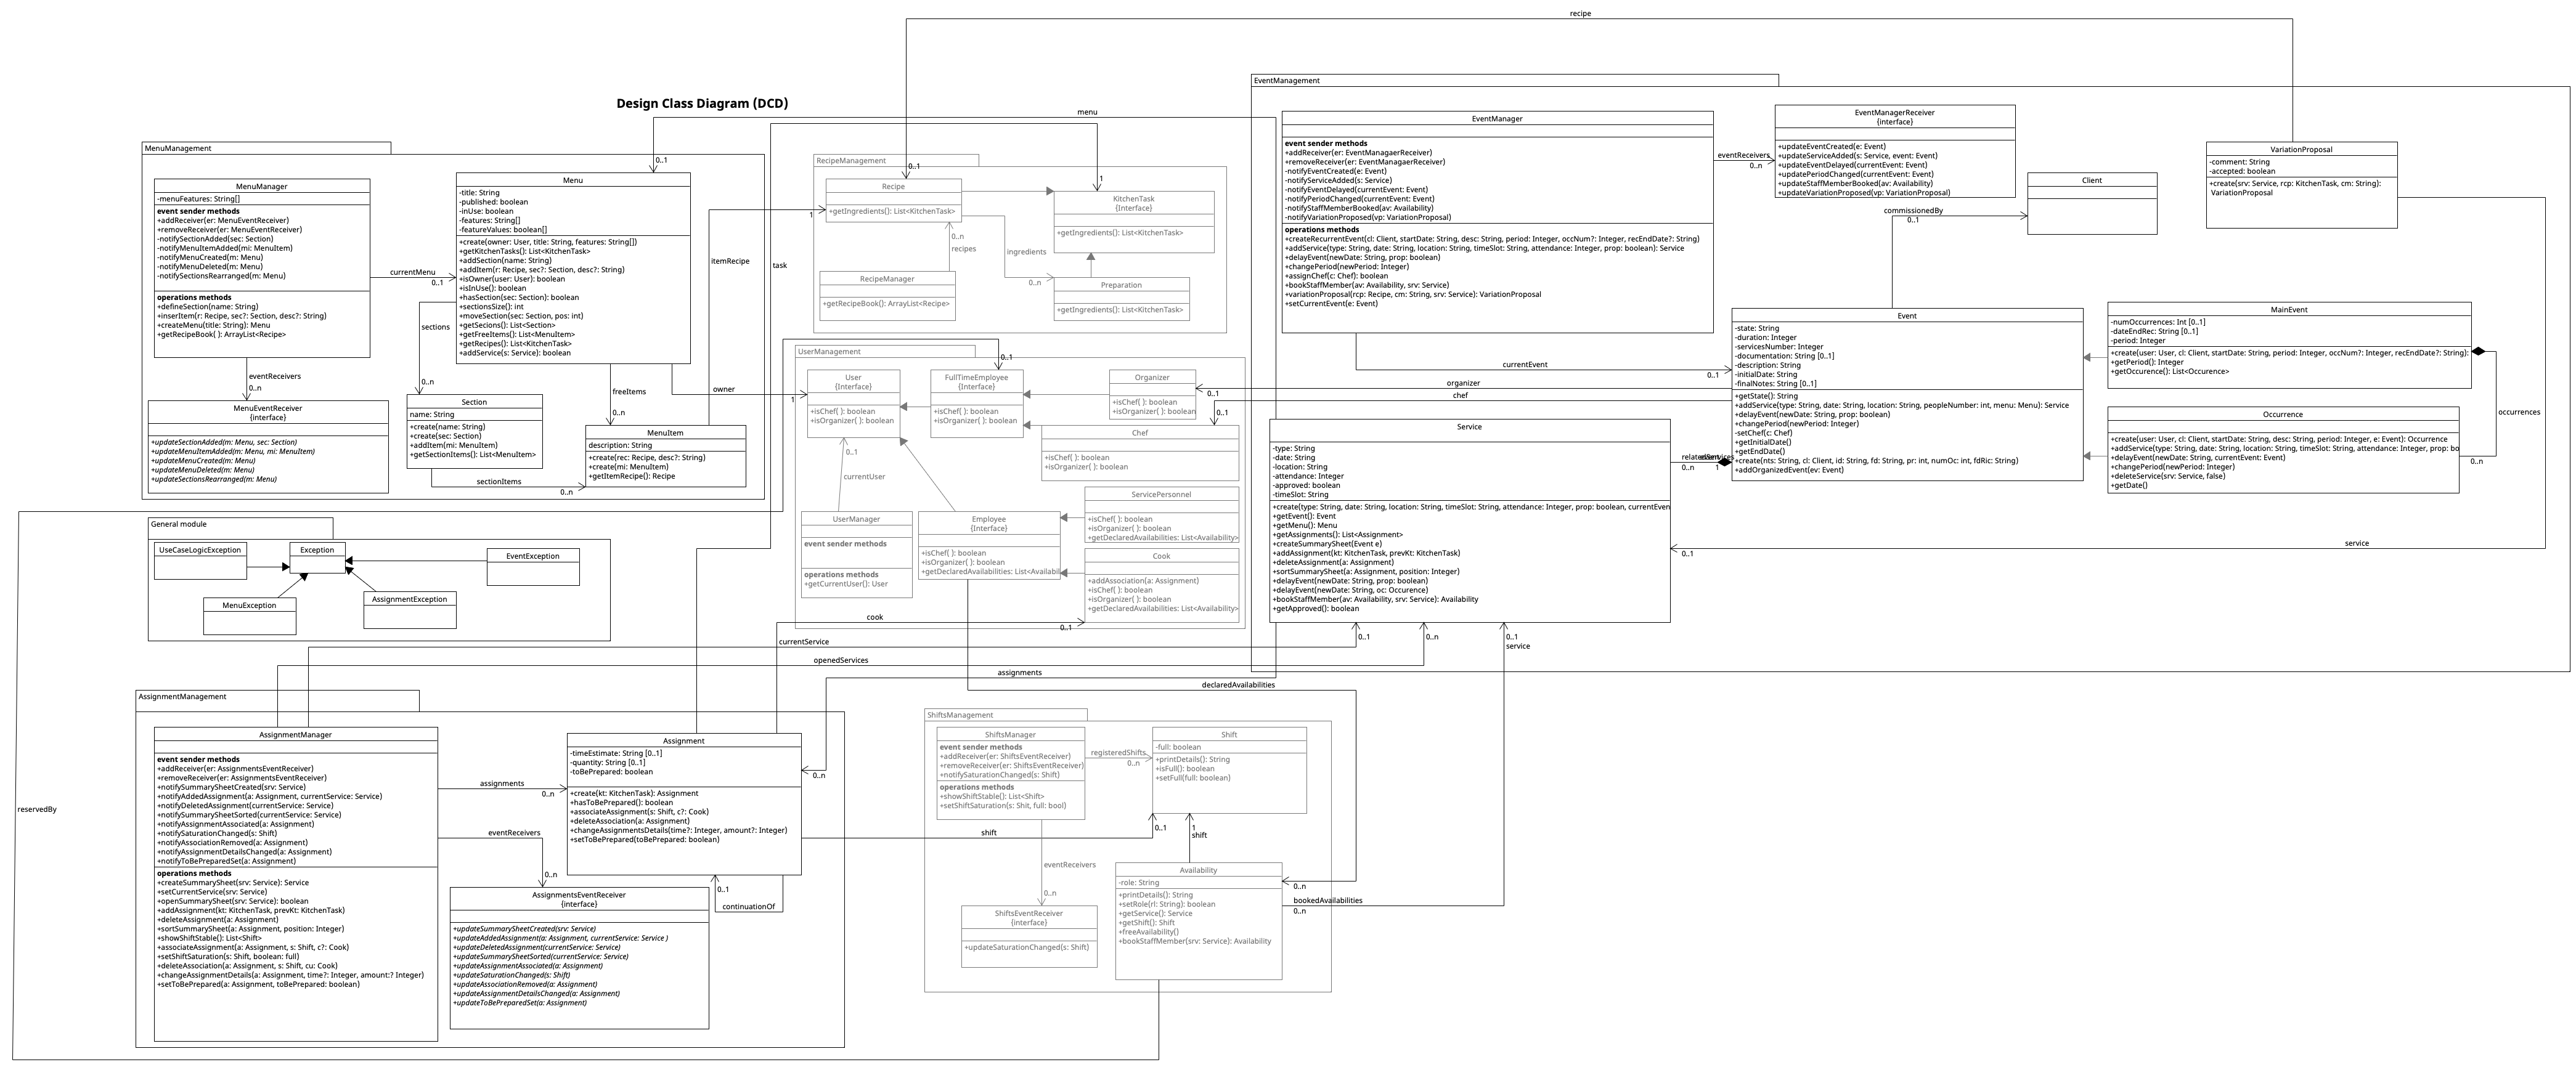 recipe
Design Class Diagram (DCD)
MenuManagement
MenuManager
-menuFeatures: String[]
event sender methods
+addReceiver(er: MenuEventReceiver)
+removeReceiver(er: MenuEventReceiver)
-notifySectionAdded(sec: Section)
-notifyMenuItemAdded(mi: MenuItem)
-notifyMenuCreated(m: Menu)
-notifyMenuDeleted(m: Menu)
-notifySectionsRearranged(m: Menu)
operations methods
+defineSection(name: String)
+inserItem(r: Recipe, sec?: Section, desc?: String)
+createMenu(title: String): Menu
+getRecipeBook( ): ArrayList<Recipe>
currentMenu
0..1
eventReceivers
0..n
MenuEventReceiver
{interface}
+updateSectionAdded(m: Menu, sec: Section)
+updateMenuItemAdded(m: Menu, mi: MenuItem)
+updateMenuCreated(m: Menu)
+updateMenuDeleted(m: Menu)
+updateSectionsRearranged(m: Menu)
menu
0..1
Menu
-title: String
-published: boolean
-inUse: boolean
-features: String[]
-featureValues: boolean[]
+create(owner: User, title: String, features: String[])
+getKitchenTasks(): List<KitchenTask>
+addSection(name: String)
+addItem(r: Recipe, sec?: Section, desc?: String)
+isOwner(user: User): boolean
+isInUse(): boolean
+hasSection(sec: Section): boolean
+sectionsSize(): int
+moveSection(sec: Section, pos: int)
+getSecions(): List<Section>
+getFreeItems(): List<MenuItem>
+getRecipes(): List<KitchenTask>
+addService(s: Service): boolean
sections
0..n
Section
name: String
+create(name: String)
+create(sec: Section)
+addItem(mi: MenuItem)
+getSectionItems(): List<MenuItem>
sectionItems
0..n
freeItems
0..n
MenuItem
description: String
+create(rec: Recipe, desc?: String)
+create(mi: MenuItem)
+getItemRecipe(): Recipe
itemRecipe
1
task
1
owner
1
RecipeManagement
0..1
Recipe
+getIngredients(): List<KitchenTask>
KitchenTask
{Interface}
+getIngredients(): List<KitchenTask>
0..n
recipes
ingredients
0..n
RecipeManager
+getRecipeBook(): ArrayList<Recipe>
Preparation
+getIngredients(): List<KitchenTask>
UserManagement
User
{Interface}
+isChef( ): boolean
+isOrganizer( ): boolean
0..1
FullTimeEmployee
{Interface}
+isChef( ): boolean
+isOrganizer( ): boolean
Organizer
+isChef( ): boolean
+isOrganizer( ): boolean
Chef
+isChef( ): boolean
+isOrganizer( ): boolean
0..1
currentUser
UserManager
event sender methods
operations methods
+getCurrentUser(): User
Employee
{Interface}
+isChef( ): boolean
+isOrganizer( ): boolean
+getDeclaredAvailabilities: List<Availabili
ServicePersonnel
+isChef( ): boolean
+isOrganizer( ): boolean
+getDeclaredAvailabilities: List<Availability>
Cook
+addAssociation(a: Assignment)
+isChef( ): boolean
+isOrganizer( ): boolean
+getDeclaredAvailabilities: List<Availability>
cook
0..1
EventManagement
EventManager
event sender methods
+addReceiver(er: EventManagaerReceiver)
+removeReceiver(er: EventManagaerReceiver)
-notifyEventCreated(e: Event)
-notifyServiceAdded(s: Service)
-notifyEventDelayed(currentEvent: Event)
-notifyPeriodChanged(currentEvent: Event)
-notifyStaffMemberBooked(av: Availability)
-notifyVariationProposed(vp: VariationProposal)
operations methods
+createRecurrentEvent(cl: Client, startDate: String, desc: String, period: Integer, occNum?: Integer, recEndDate?: String)
+addService(type: String, date: String, location: String, timeSlot: String, attendance: Integer, prop: boolean): Service
+delayEvent(newDate: String, prop: boolean)
+changePeriod(newPeriod: Integer)
+assignChef(c: Chef): boolean
+bookStaffMember(av: Availability, srv: Service)
+variationProposal(rcp: Recipe, cm: String, srv: Service): VariationProposal
+setCurrentEvent(e: Event)
eventReceivers
0..n
EventManagerReceiver
{interface}
+updateEventCreated(e: Event)
+updateServiceAdded(s: Service, event: Event)
+updateEventDelayed(currentEvent: Event)
+updatePeriodChanged(currentEvent: Event)
+updateStaffMemberBooked(av: Availability)
+updateVariationProposed(vp: VariationProposal)
Client
commissionedBy
0..1
VariationProposal
-comment: String
-accepted: boolean
+create(srv: Service, rcp: KitchenTask, cm: String):
VariationProposal
currentEvent
0..1
organizer
0..1
chef
0..1
Event
-state: String
-duration: Integer
-servicesNumber: Integer
-documentation: String [0..1]
-description: String
-initialDate: String
-finalNotes: String [0..1]
+getState(): String
+addService(type: String, date: String, location: String, peopleNumber: int, menu: Menu): Service
+delayEvent(newDate: String, prop: boolean)
+changePeriod(newPeriod: Integer)
-setChef(c: Chef)
+getInitialDate()
+getEndDate()
+create(nts: String, cl: Client, id: String, fd: String, pr: int, numOc: int, fdRic: String)
+addOrganizedEvent(ev: Event)
MainEvent
-numOccurrences: Int [0..1]
-dateEndRec: String [0..1]
-period: Integer
+create(user: User, cl: Client, startDate: String, period: Integer, occNum?: Integer, recEndDate?: String):
+getPeriod(): Integer
+getOccurence(): List<Occurence>
occurrences
0..n
Occurrence
+create(user: User, cl: Client, startDate: String, desc: String, period: Integer, e: Event): Occurrence
+addService(type: String, date: String, location: String, timeSlot: String, attendance: Integer, prop: bo
+delayEvent(newDate: String, currentEvent: Event)
+changePeriod(newPeriod: Integer)
+deleteService(srv: Service, false)
+getDate()
0..n
1
Service
-type: String
-date: String
-location: String
-attendance: Integer
-approved: boolean
-timeSlot: String
+create(type: String, date: String, location: String, timeSlot: String, attendance: Integer, prop: boolean, currentEven
+getEvent(): Event
+getMenu(): Menu
+getAssignments(): List<Assignment>
+createSummarySheet(Event e)
+addAssignment(kt: KitchenTask, prevKt: KitchenTask)
+deleteAssignment(a: Assignment)
+sortSummarySheet(a: Assignment, position: Integer)
+delayEvent(newDate: String, prop: boolean)
+delayEvent(newDate: String, oc: Occurence)
+bookStaffMember(av: Availability, srv: Service): Availability
+getApproved(): boolean
service
0..1
0..1
0..n
0..1
service
General module
UseCaseLogicException
Exception
EventException
MenuException
AssignmentException
currentService
openedServices
assignments
declaredAvailabilities
reservedBy
AssignmentManagement
AssignmentManager
event sender methods
+addReceiver(er: AssignmentsEventReceiver)
+removeReceiver(er: AssignmentsEventReceiver)
+notifySummarySheetCreated(srv: Service)
+notifyAddedAssignment(a: Assignment, currentService: Service)
+notifyDeletedAssignment(currentService: Service)
+notifySummarySheetSorted(currentService: Service)
+notifyAssignmentAssociated(a: Assignment)
+notifySaturationChanged(s: Shift)
+notifyAssociationRemoved(a: Assignment)
+notifyAssignmentDetailsChanged(a: Assignment)
+notifyToBePreparedSet(a: Assignment)
operations methods
+createSummarySheet(srv: Service): Service
+setCurrentService(srv: Service)
+openSummarySheet(srv: Service): boolean
+addAssignment(kt: KitchenTask, prevKt: KitchenTask)
+deleteAssignment(a: Assignment)
+sortSummarySheet(a: Assignment, position: Integer)
+showShiftStable(): List<Shift>
+associateAssignment(a: Assignment, s: Shift, c?: Cook)
+setShiftSaturation(s: Shift, boolean: full)
+deleteAssociation(a: Assignment, s: Shift, cu: Cook)
+changeAssignmentDetails(a: Assignment, time?: Integer, amount:? Integer)
+setToBePrepared(a: Assignment, toBePrepared: boolean)
assignments
0..n
eventReceivers
0..n
Assignment
-timeEstimate: String [0..1]
-quantity: String [0..1]
-toBePrepared: boolean
+create(kt: KitchenTask): Assignment
+hasToBePrepared(): boolean
+associateAssignment(s: Shift, c?: Cook)
+deleteAssociation(a: Assignment)
+changeAssignmentsDetails(time?: Integer, amount?: Integer)
+setToBePrepared(toBePrepared: boolean)
0..n
0..1
continuationOf
AssignmentsEventReceiver
{interface}
+updateSummarySheetCreated(srv: Service)
+updateAddedAssignment(a: Assignment, currentService: Service )
+updateDeletedAssignment(currentService: Service)
+updateSummarySheetSorted(currentService: Service)
+updateAssignmentAssociated(a: Assignment)
+updateSaturationChanged(s: Shift)
+updateAssociationRemoved(a: Assignment)
+updateAssignmentDetailsChanged(a: Assignment)
+updateToBePreparedSet(a: Assignment)
ShiftsManagement
ShiftsManager
event sender methods
+addReceiver(er: ShiftsEventReceiver)
+removeReceiver(er: ShiftsEventReceiver)
+notifySaturationChanged(s: Shift)
operations methods
+showShiftStable(): List<Shift>
+setShiftSaturation(s: Shit, full: bool)
registeredShifts
0..n
Shift
-full: boolean
+printDetails(): String
+isFull(): boolean
+setFull(full: boolean)
shift
0..1
1
shift
eventReceivers
0..n
ShiftsEventReceiver
{interface}
+updateSaturationChanged(s: Shift)
Availability
-role: String
+printDetails(): String
+setRole(rl: String): boolean
+getService(): Service
+getShift(): Shift
+freeAvailability()
+bookStaffMember(srv: Service): Availability
0..n
bookedAvailabilities
0..n